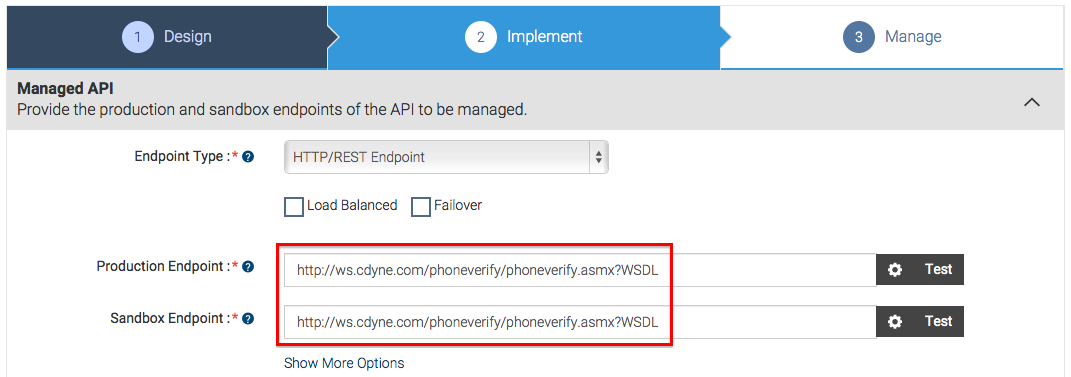 1 Design 2 Implement 3 Manage
Managed API
Provide the production and sandbox endpoints of the API to be managed.
Endpoint Type :* ? HTTP/REST Endpoint
Load Balanced Failover
Production Endpoint :* ? http://ws.cdyne.com/phoneverify/phoneverify.asmx?WSDL Test
Sandbox Endpoint :* ? http://ws.cdyne.com/phoneverify/phoneverify.asmx?WSDL Test
Show More Options